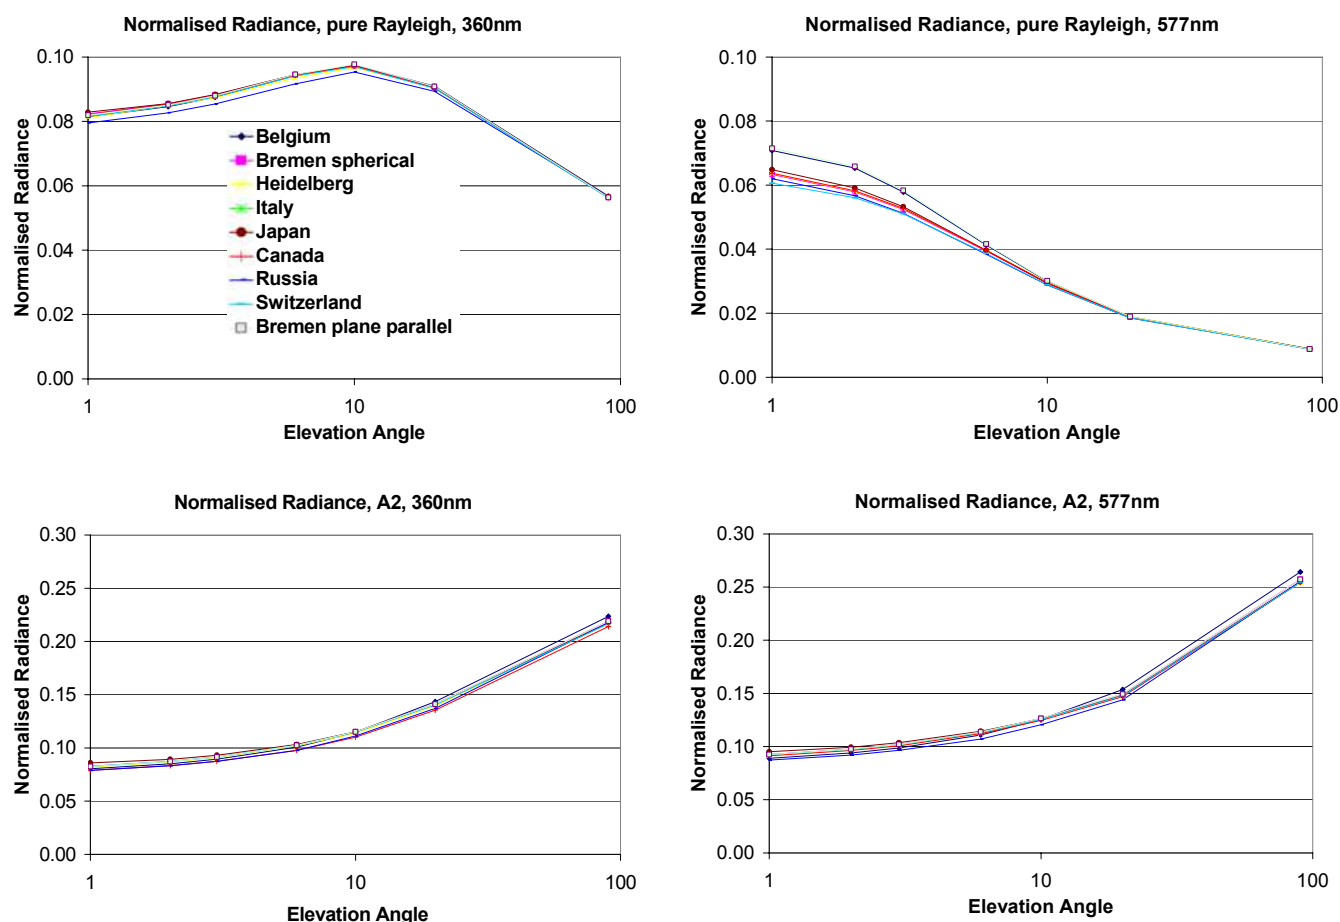 Normalised Radiance, pure Rayleigh, 360nm
0.10
0.08
0.06
0.04
0.02
0.00
Normalised Radiance
1
10
100
Elevation Angle
Belgium
Bremen spherical
Heidelberg
Italy
Japan
Canada
Russia
Switzerland
Bremen plane parallel
Normalised Radiance, pure Rayleigh, 577nm
0.10
0.08
0.06
0.04
0.02
0.00
Normalised Radiance
1
10
100
Elevation Angle
Normalised Radiance, A2, 360nm
0.30
0.25
0.20
0.15
0.10
0.05
0.00
Normalised Radiance
1
10
100
Elevation Angle
Normalised Radiance, A2, 577nm
0.30
0.25
0.20
0.15
0.10
0.05
0.00
Normalised Radiance
1
10
100
Elevation Angle